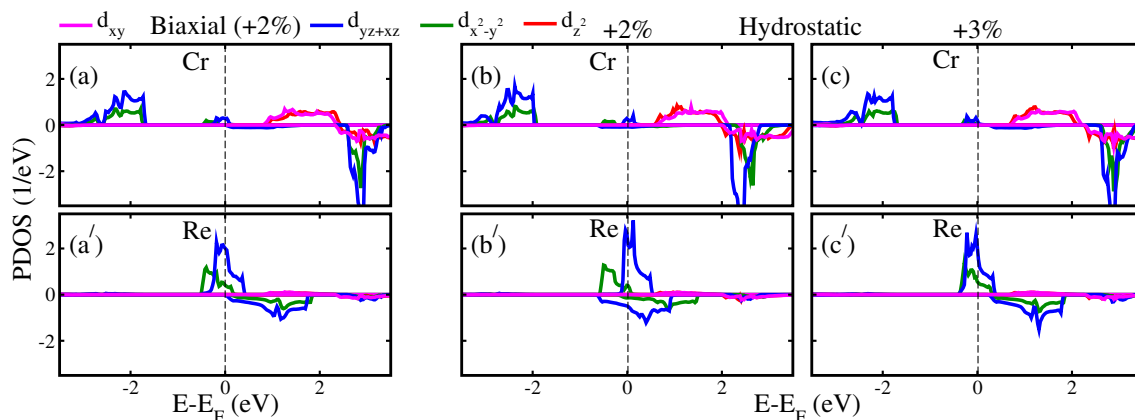 d_xy Biaxial (+2%) d_yz+xz d_x²-y² d_z² +2% Hydrostatic +3%
(a) Cr (b) Cr (c) Cr
2
0
-2
(a′) Re (b′) Re (c′) Re
2
0
-2
PDOS (1/eV)
-2 0 2 -2 0 2 -2 0 2
E-E_F (eV) E-E_F (eV)